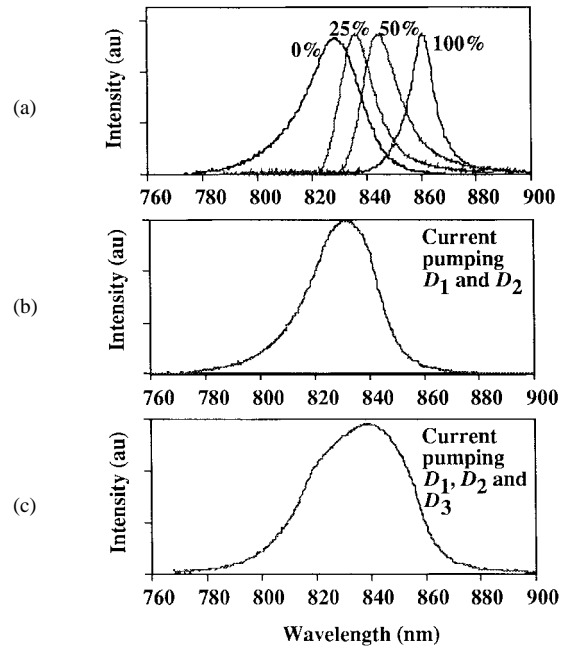 (a)
Intensity (au)
0%
25%
50%
100%
760 780 800 820 840 860 880 900
(b)
Intensity (au)
Current
pumping
D1 and D2
760 780 800 820 840 860 880 900
(c)
Intensity (au)
Current
pumping
D1, D2 and
D3
760 780 800 820 840 860 880 900
Wavelength (nm)